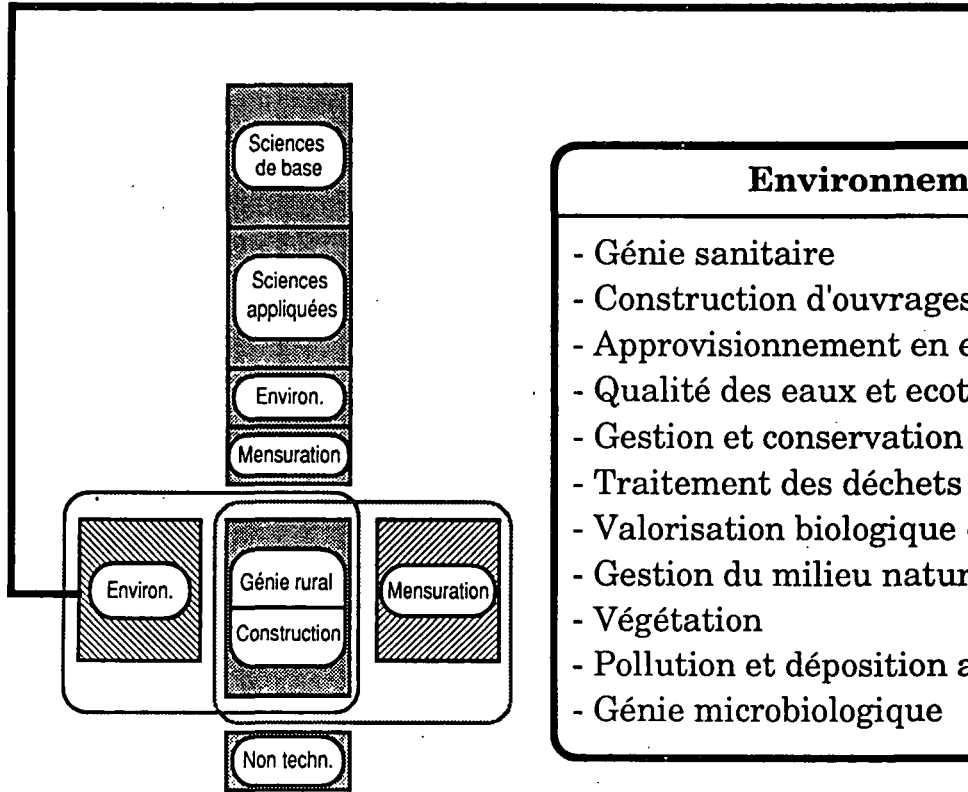 Sciences
de base
Sciences
appliquées
Environ.
Mensuration
Environ.
Génie rural
Construction
Mensuration
Non techn.
Environnem
- Génie sanitaire
- Construction d'ouvrages
- Approvisionnement en e
- Qualité des eaux et ecot
- Gestion et conservation
- Traitement des déchets
- Valorisation biologique
- Gestion du milieu natur
- Végétation
- Pollution et déposition a
- Génie microbiologique